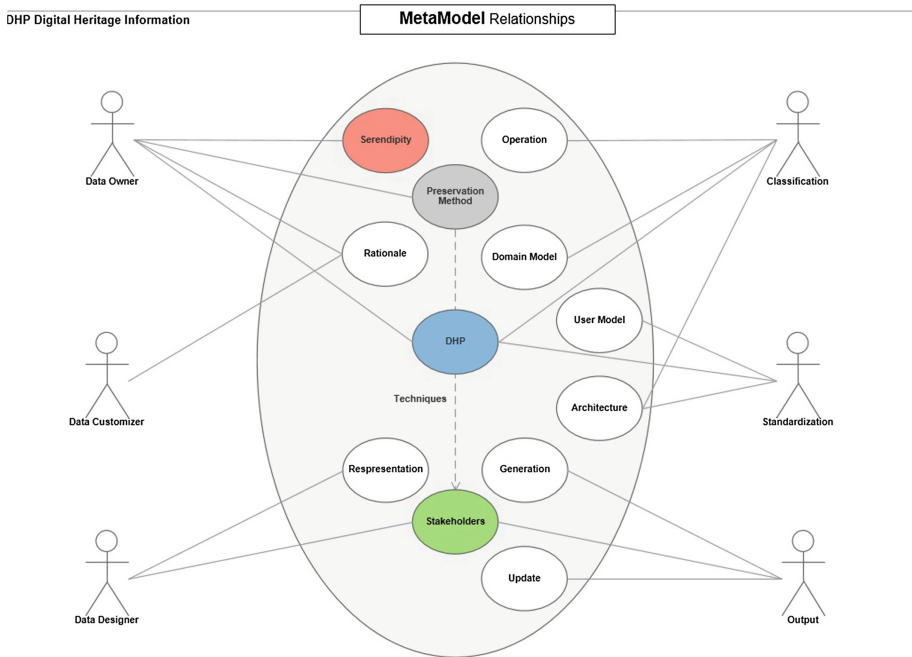 DHP Digital Heritage Information
MetaModel Relationships
Serendipity
Operation
Data Owner
Classification
Preservation
Method
Rationale
Domain Model
User Model
DHP
Techniques
Architecture
Data Customizer
Standardization
Respresentation
Generation
Stakeholders
Update
Data Designer
Output